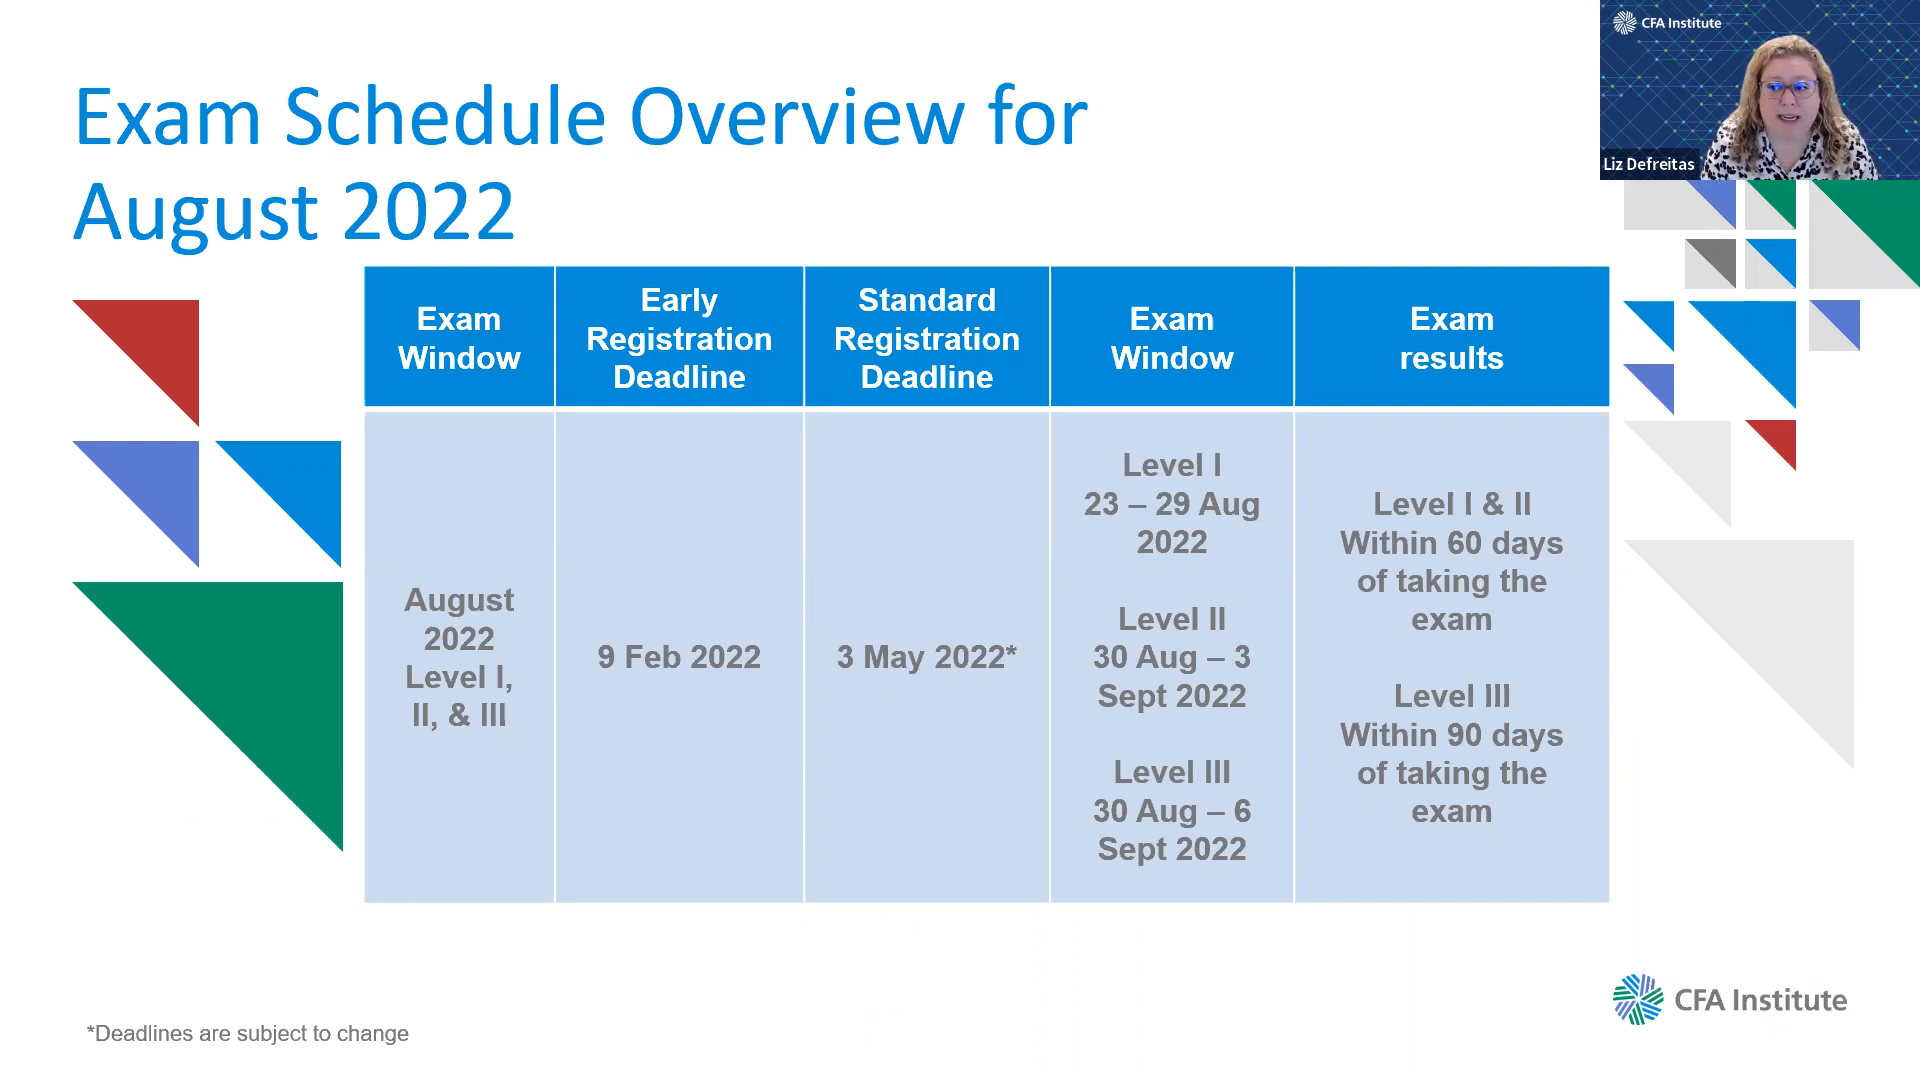 CFA Institute
Liz Defreitas
Exam Schedule Overview for
August 2022
Exam
Window
Early
Registration
Deadline
Standard
Registration
Deadline
Exam
Window
Exam
results
August
2022
Level I,
II, & III
9 Feb 2022
3 May 2022*
Level I
23 – 29 Aug
2022
Level II
30 Aug – 3
Sept 2022
Level III
30 Aug – 6
Sept 2022
Level I & II
Within 60 days
of taking the
exam
Level III
Within 90 days
of taking the
exam
*Deadlines are subject to change
CFA Institute